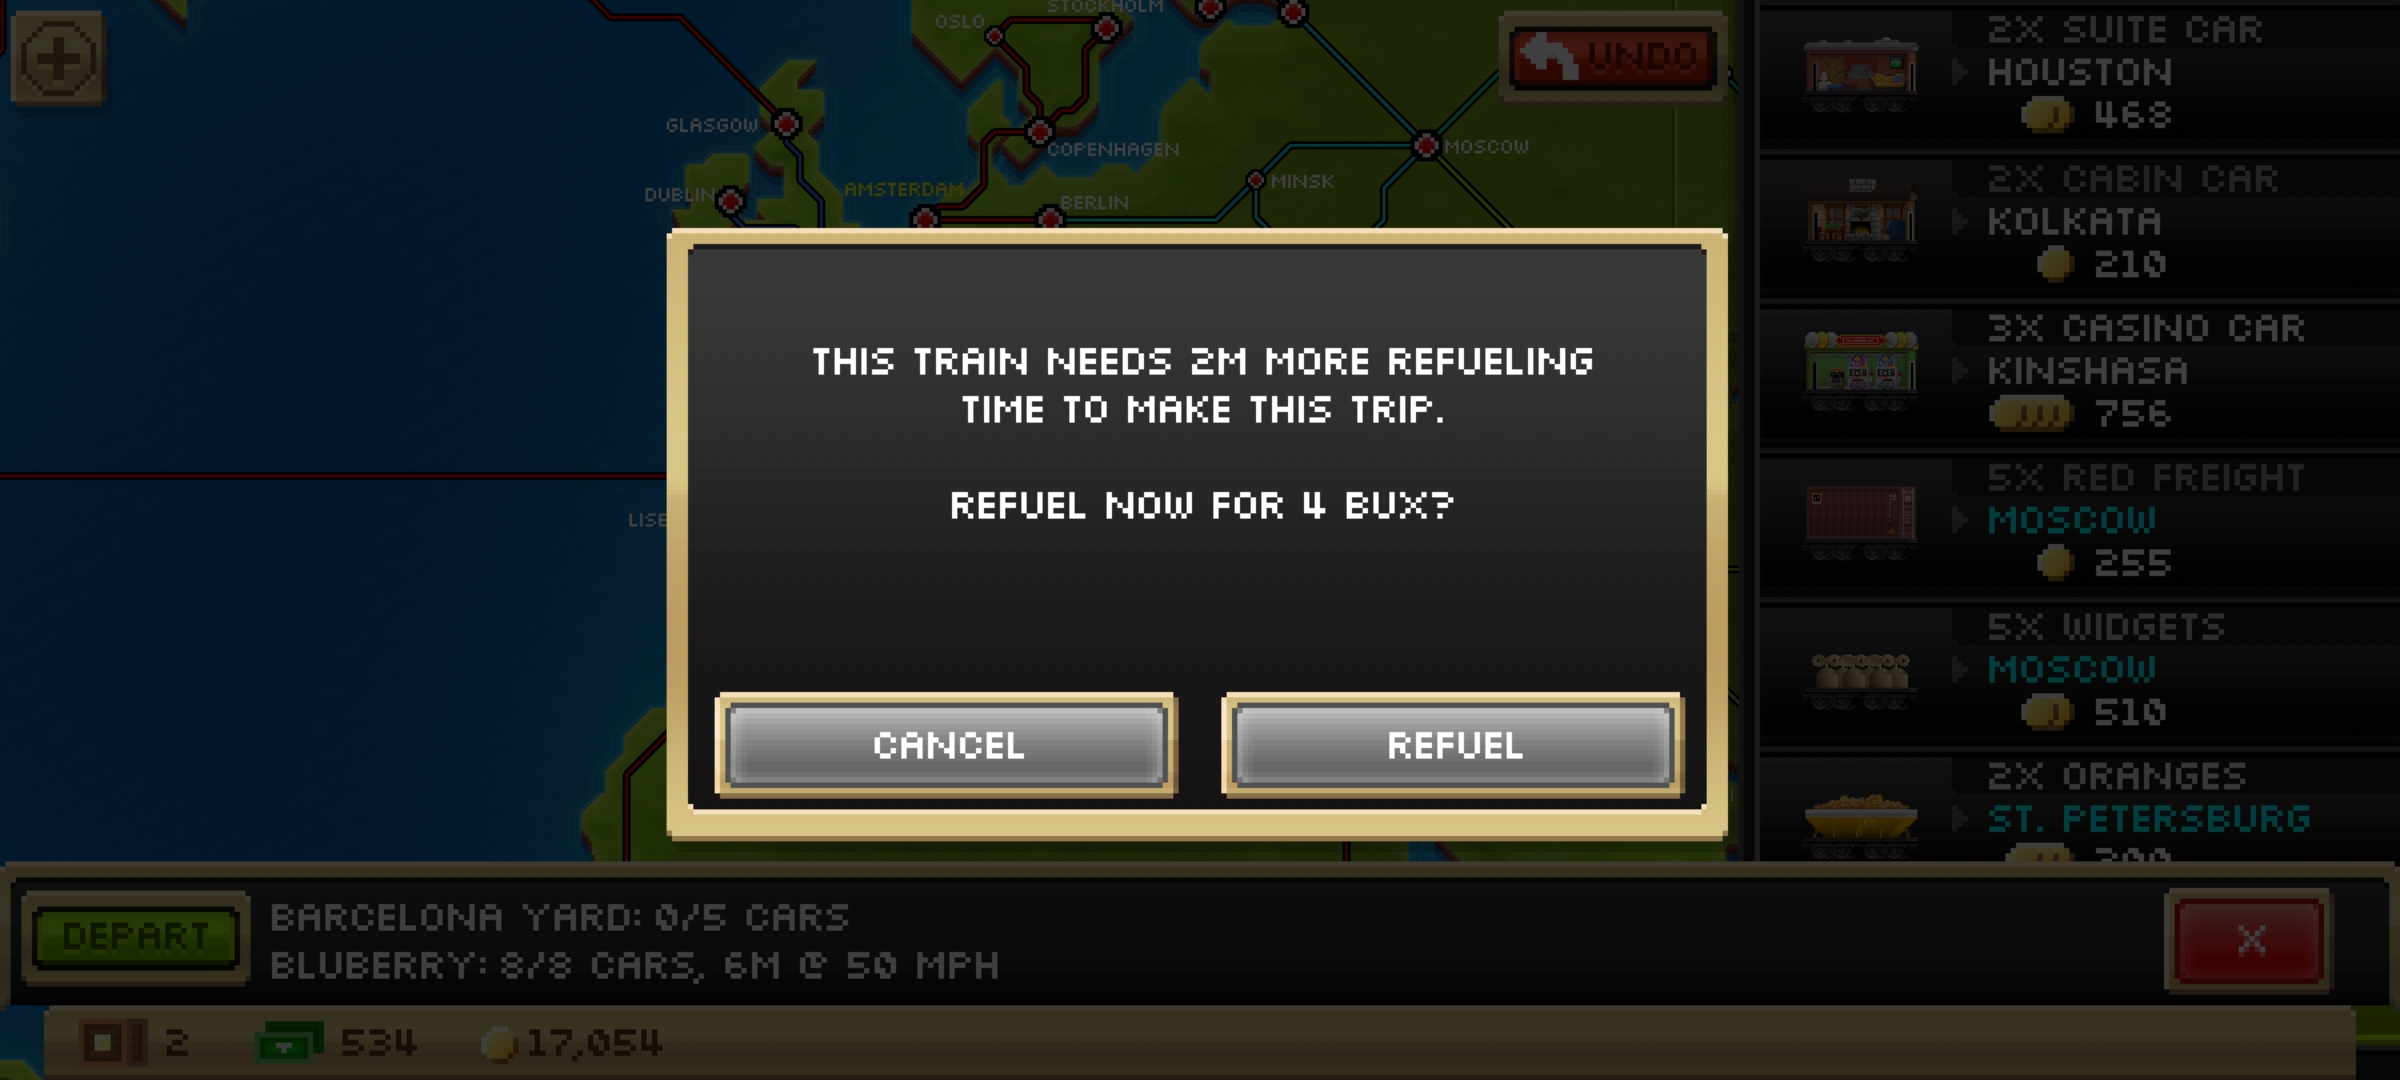 OSLO
STOCKHOLM
GLASGOW
COPENHAGEN
MOSCOW
DUBLIN
AMSTERDAM
BERLIN
MINSK
UNDO
THIS TRAIN NEEDS 2M MORE REFUELING
TIME TO MAKE THIS TRIP.
REFUEL NOW FOR 4 BUX?
CANCEL
REFUEL
2X SUITE CAR
HOUSTON
468
2X CABIN CAR
KOLKATA
210
3X CASINO CAR
KINSHASA
756
5X RED FREIGHT
MOSCOW
255
5X WIDGETS
MOSCOW
510
2X ORANGES
ST. PETERSBURG
DEPART
BARCELONA YARD: 0/5 CARS
BLUBERRY: 8/8 CARS, 6M @ 50 MPH
X
2
534
17,054